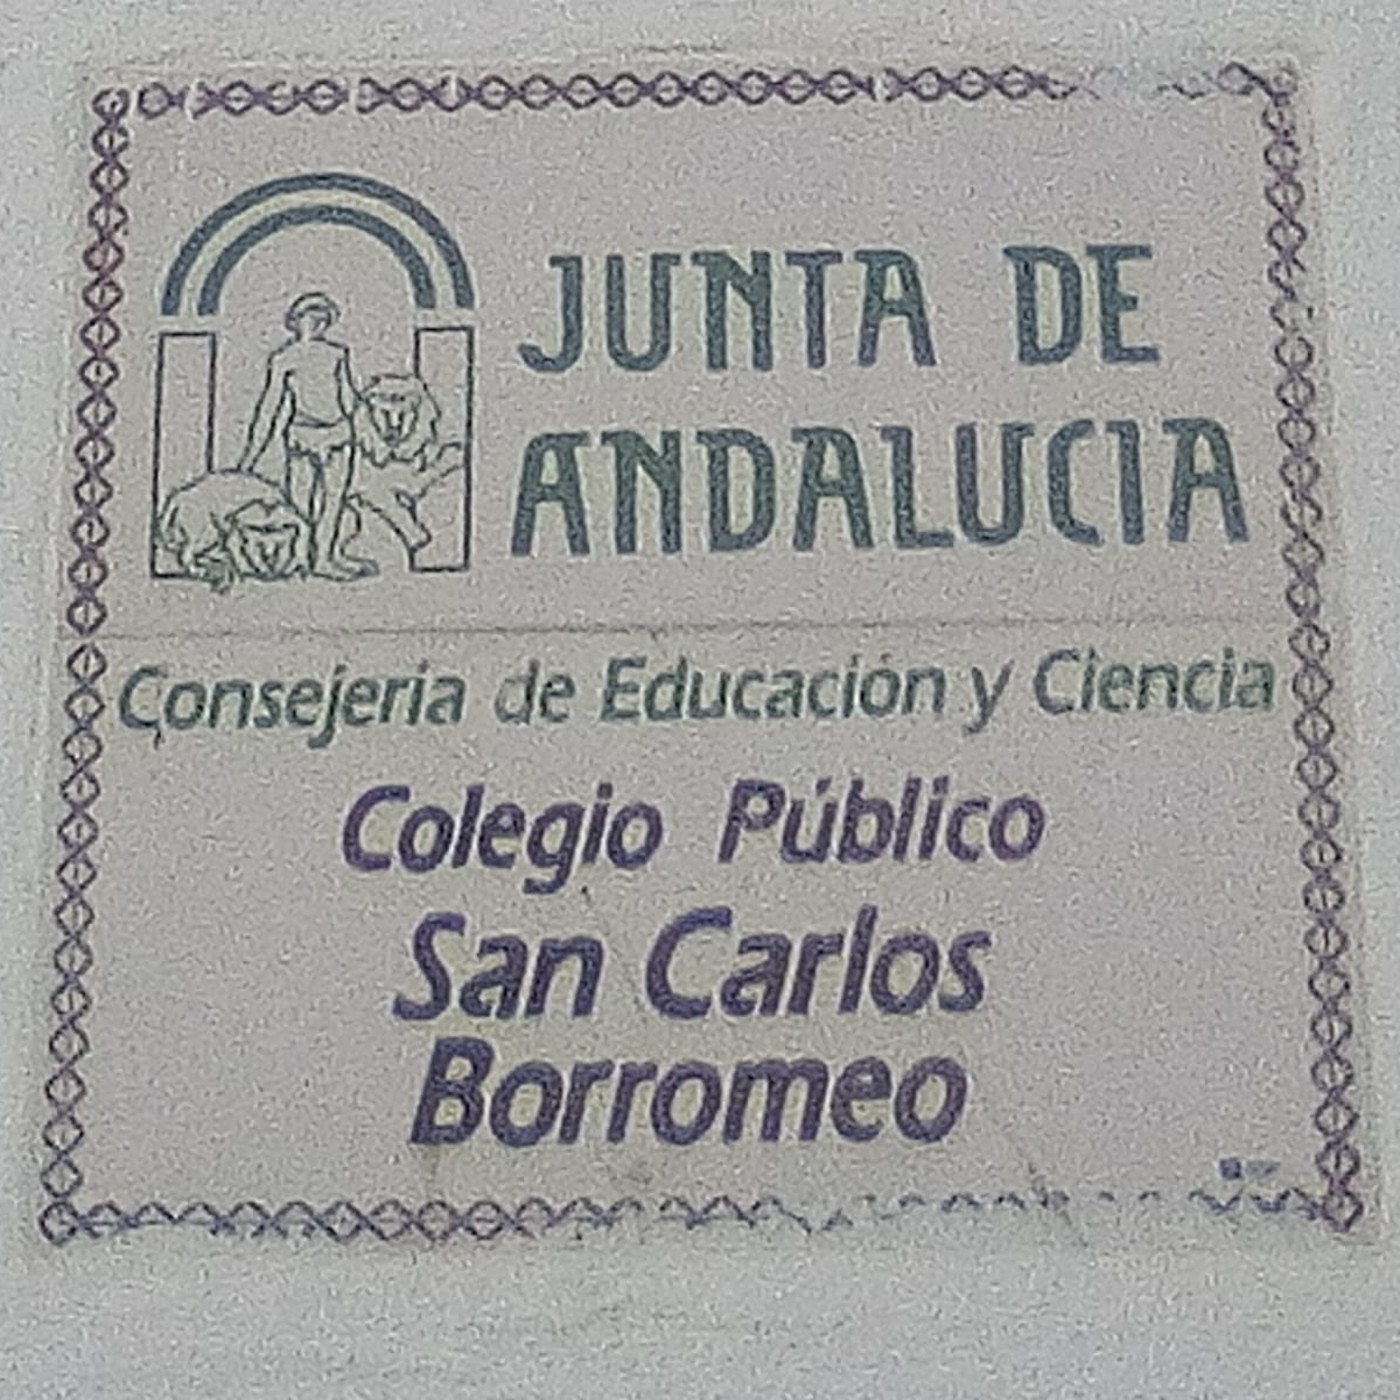 JUNTA DE
ANDALUCIA
Consejeria de Educación y Ciencia
Colegio Público
San Carlos
Borromeo